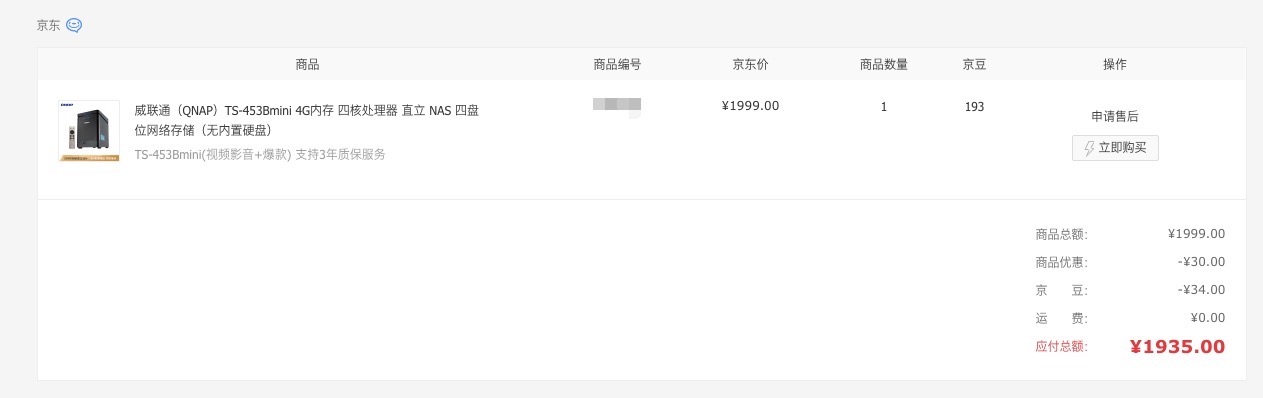 京东
商品 商品编号 京东价 商品数量 京豆 操作
威联通（QNAP）TS-453Bmini 4G内存 四核处理器 直立 NAS 四盘
位网络存储（无内置硬盘）
TS-453Bmini(视频影音+爆款) 支持3年质保服务
¥1999.00 1 193
申请售后
立即购买
商品总额： ¥1999.00
商品优惠： -¥30.00
京 豆： -¥34.00
运 费： ¥0.00
应付总额： ¥1935.00